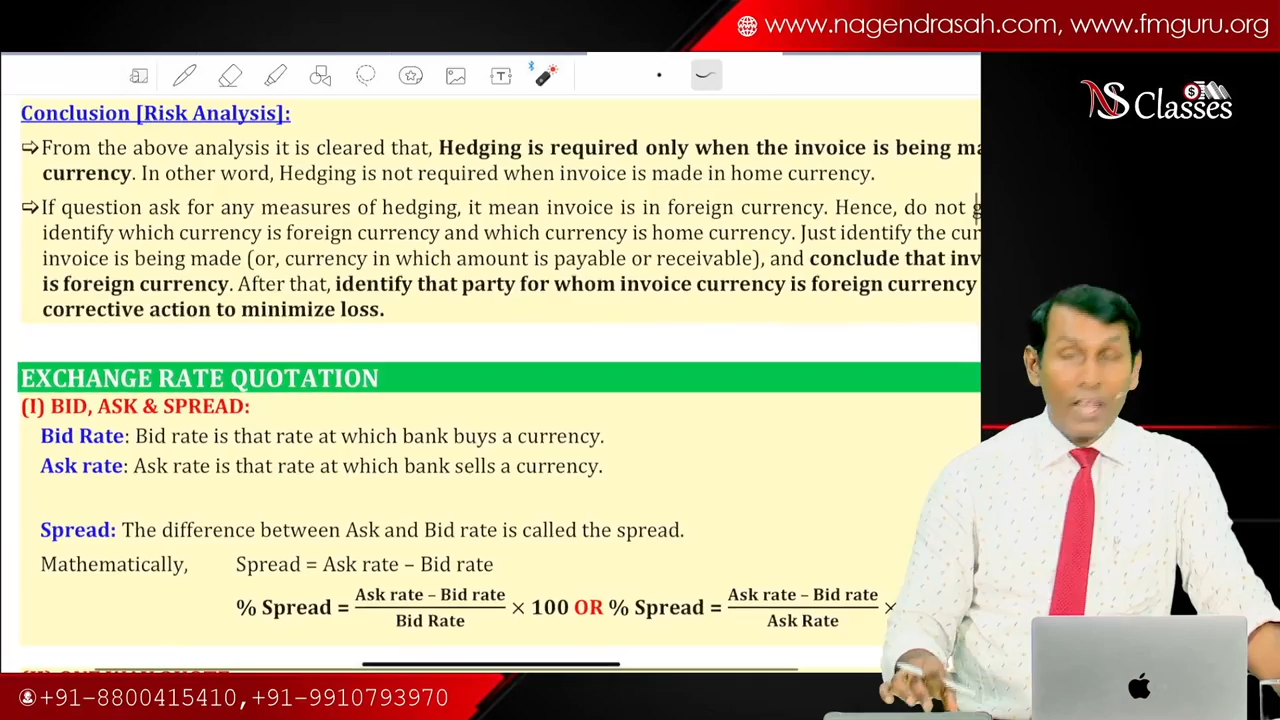 www.nagendrasah.com, www.fmguru.org
NS Classes
Conclusion [Risk Analysis]:
⇨From the above analysis it is cleared that, Hedging is required only when the invoice is being
currency. In other word, Hedging is not required when invoice is made in home currency.
⇨If question ask for any measures of hedging, it mean invoice is in foreign currency. Hence, do not
identify which currency is foreign currency and which currency is home currency. Just identify the
invoice is being made (or, currency in which amount is payable or receivable), and conclude that
is foreign currency. After that, identify that party for whom invoice currency is foreign currency
corrective action to minimize loss.
EXCHANGE RATE QUOTATION
(I) BID, ASK & SPREAD:
Bid Rate: Bid rate is that rate at which bank buys a currency.
Ask rate: Ask rate is that rate at which bank sells a currency.
Spread: The difference between Ask and Bid rate is called the spread.
Mathematically, Spread = Ask rate – Bid rate
% Spread = Ask rate – Bid rate / Bid Rate × 100 OR % Spread = Ask rate – Bid rate / Ask Rate ×
+91-8800415410,+91-9910793970